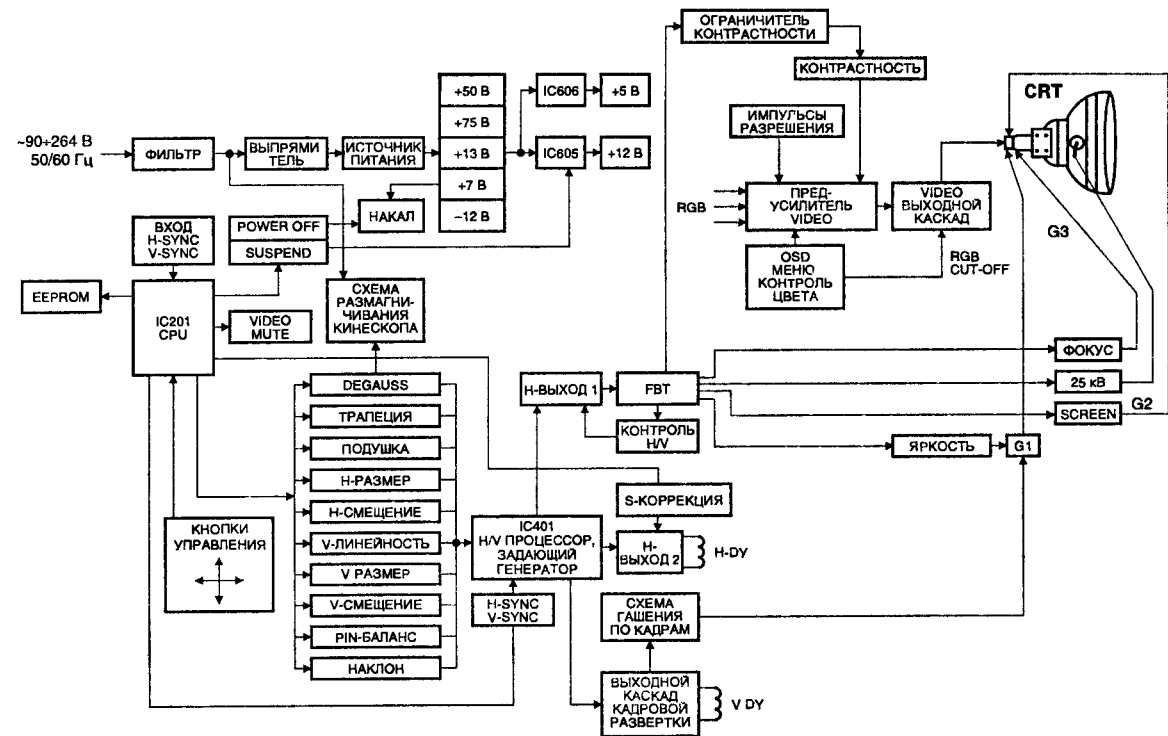 ОГРАНИЧИТЕЛЬ
КОНТРАСТНОСТИ
КОНТРАСТНОСТЬ
CRT
+50 В
+75 В
+13 В
+7 В
−12 В
IC606
+5 В
IC605
+12 В
~90÷264 В
50/60 Гц
ФИЛЬТР
ВЫПРЯМИ
ТЕЛЬ
ИСТОЧНИК
ПИТАНИЯ
НАКАЛ
ИМПУЛЬСЫ
РАЗРЕШЕНИЯ
RGB
ПРЕД-
УСИЛИТЕЛЬ
VIDEO
VIDEO
ВЫХОДНОЙ
КАСКАД
OSD
МЕНЮ
КОНТРОЛЬ
ЦВЕТА
RGB
CUT-OFF
G3
ВХОД
H-SYNC
V-SYNC
POWER OFF
SUSPEND
EEPROM
IC201
CPU
VIDEO
MUTE
СХЕМА
РАЗМАГНИ-
ЧИВАНИЯ
КИНЕСКОПА
DEGAUSS
ТРАПЕЦИЯ
ПОДУШКА
Н-РАЗМЕР
Н-СМЕЩЕНИЕ
V-ЛИНЕЙНОСТЬ
V РАЗМЕР
V-СМЕЩЕНИЕ
PIN-БАЛАНС
НАКЛОН
КНОПКИ
УПРАВЛЕНИЯ
Н-ВЫХОД 1
FBT
КОНТРОЛЬ
H/V
ФОКУС
25 кВ
SCREEN
G2
ЯРКОСТЬ
G1
S-КОРРЕКЦИЯ
IC401
H/V ПРОЦЕССОР,
ЗАДАЮЩИЙ
ГЕНЕРАТОР
Н-
ВЫХОД 2
H-DY
H-SYNC
V-SYNC
СХЕМА
ГАШЕНИЯ
ПО КАДРАМ
ВЫХОДНОЙ
КАСКАД
КАДРОВОЙ
РАЗВЕРТКИ
V DY